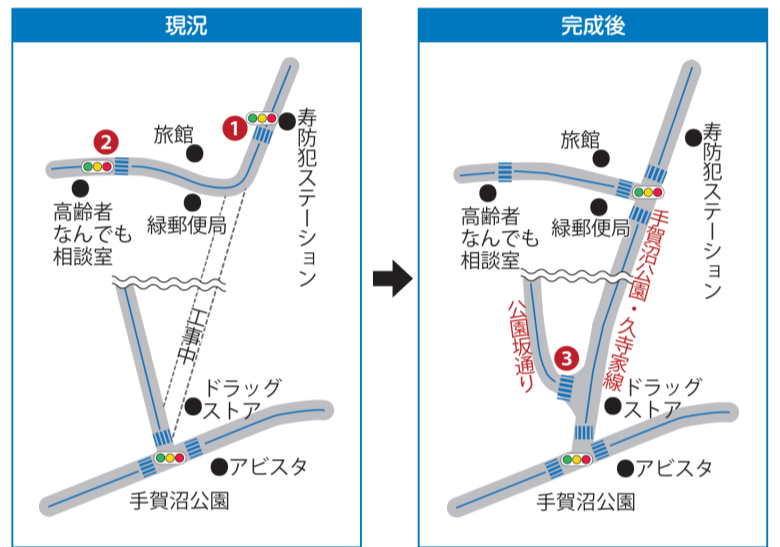 現況
1
寿防犯ステーション
2
旅館
高齢者
なんでも
相談室
緑郵便局
工事中
ドラッグ
ストア
アビスタ
手賀沼公園
完成後
寿防犯ステーション
旅館
高齢者
なんでも
相談室
緑郵便局
手賀沼公園・久寺家線
公園坂通り
3
ドラッグ
ストア
アビスタ
手賀沼公園